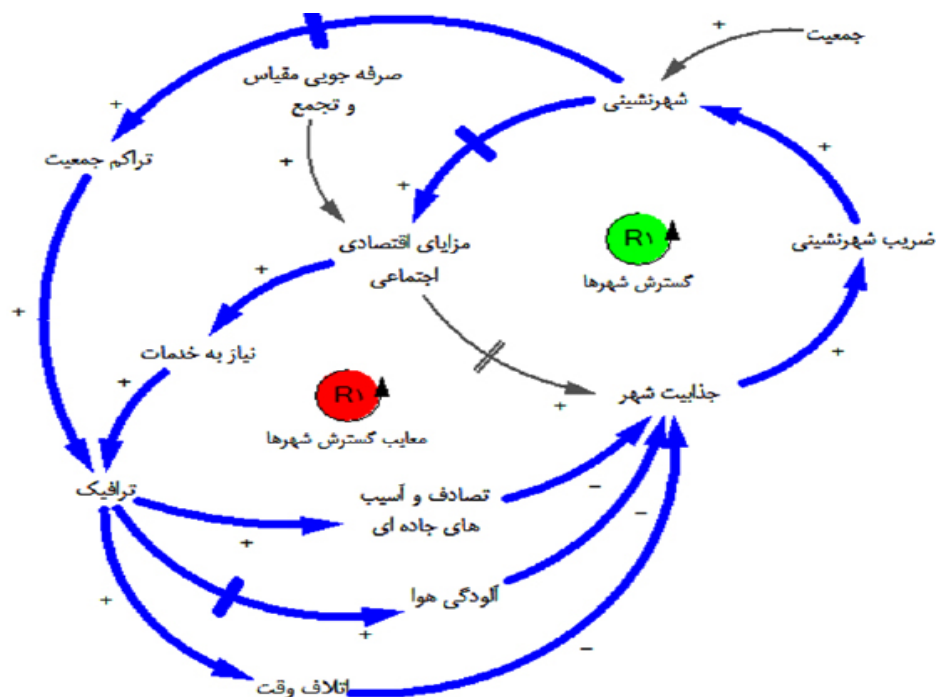 جمعیت
+
صرفه جویی مقیاس
و تجمع
شهرنشینی
+
+
+
تراکم جمعیت
+
+
ضریب شهرنشینی
R۱
گسترش شهرها
مزایای اقتصادی
اجتماعی
+
+
نیاز به خدمات
+
+
R۱
معایب گسترش شهرها
+
جذابیت شهر
ترافیک
تصادف و آسیب
های جاده ای
−
+
−
آلودگی هوا
+
+
−
اتلاف وقت